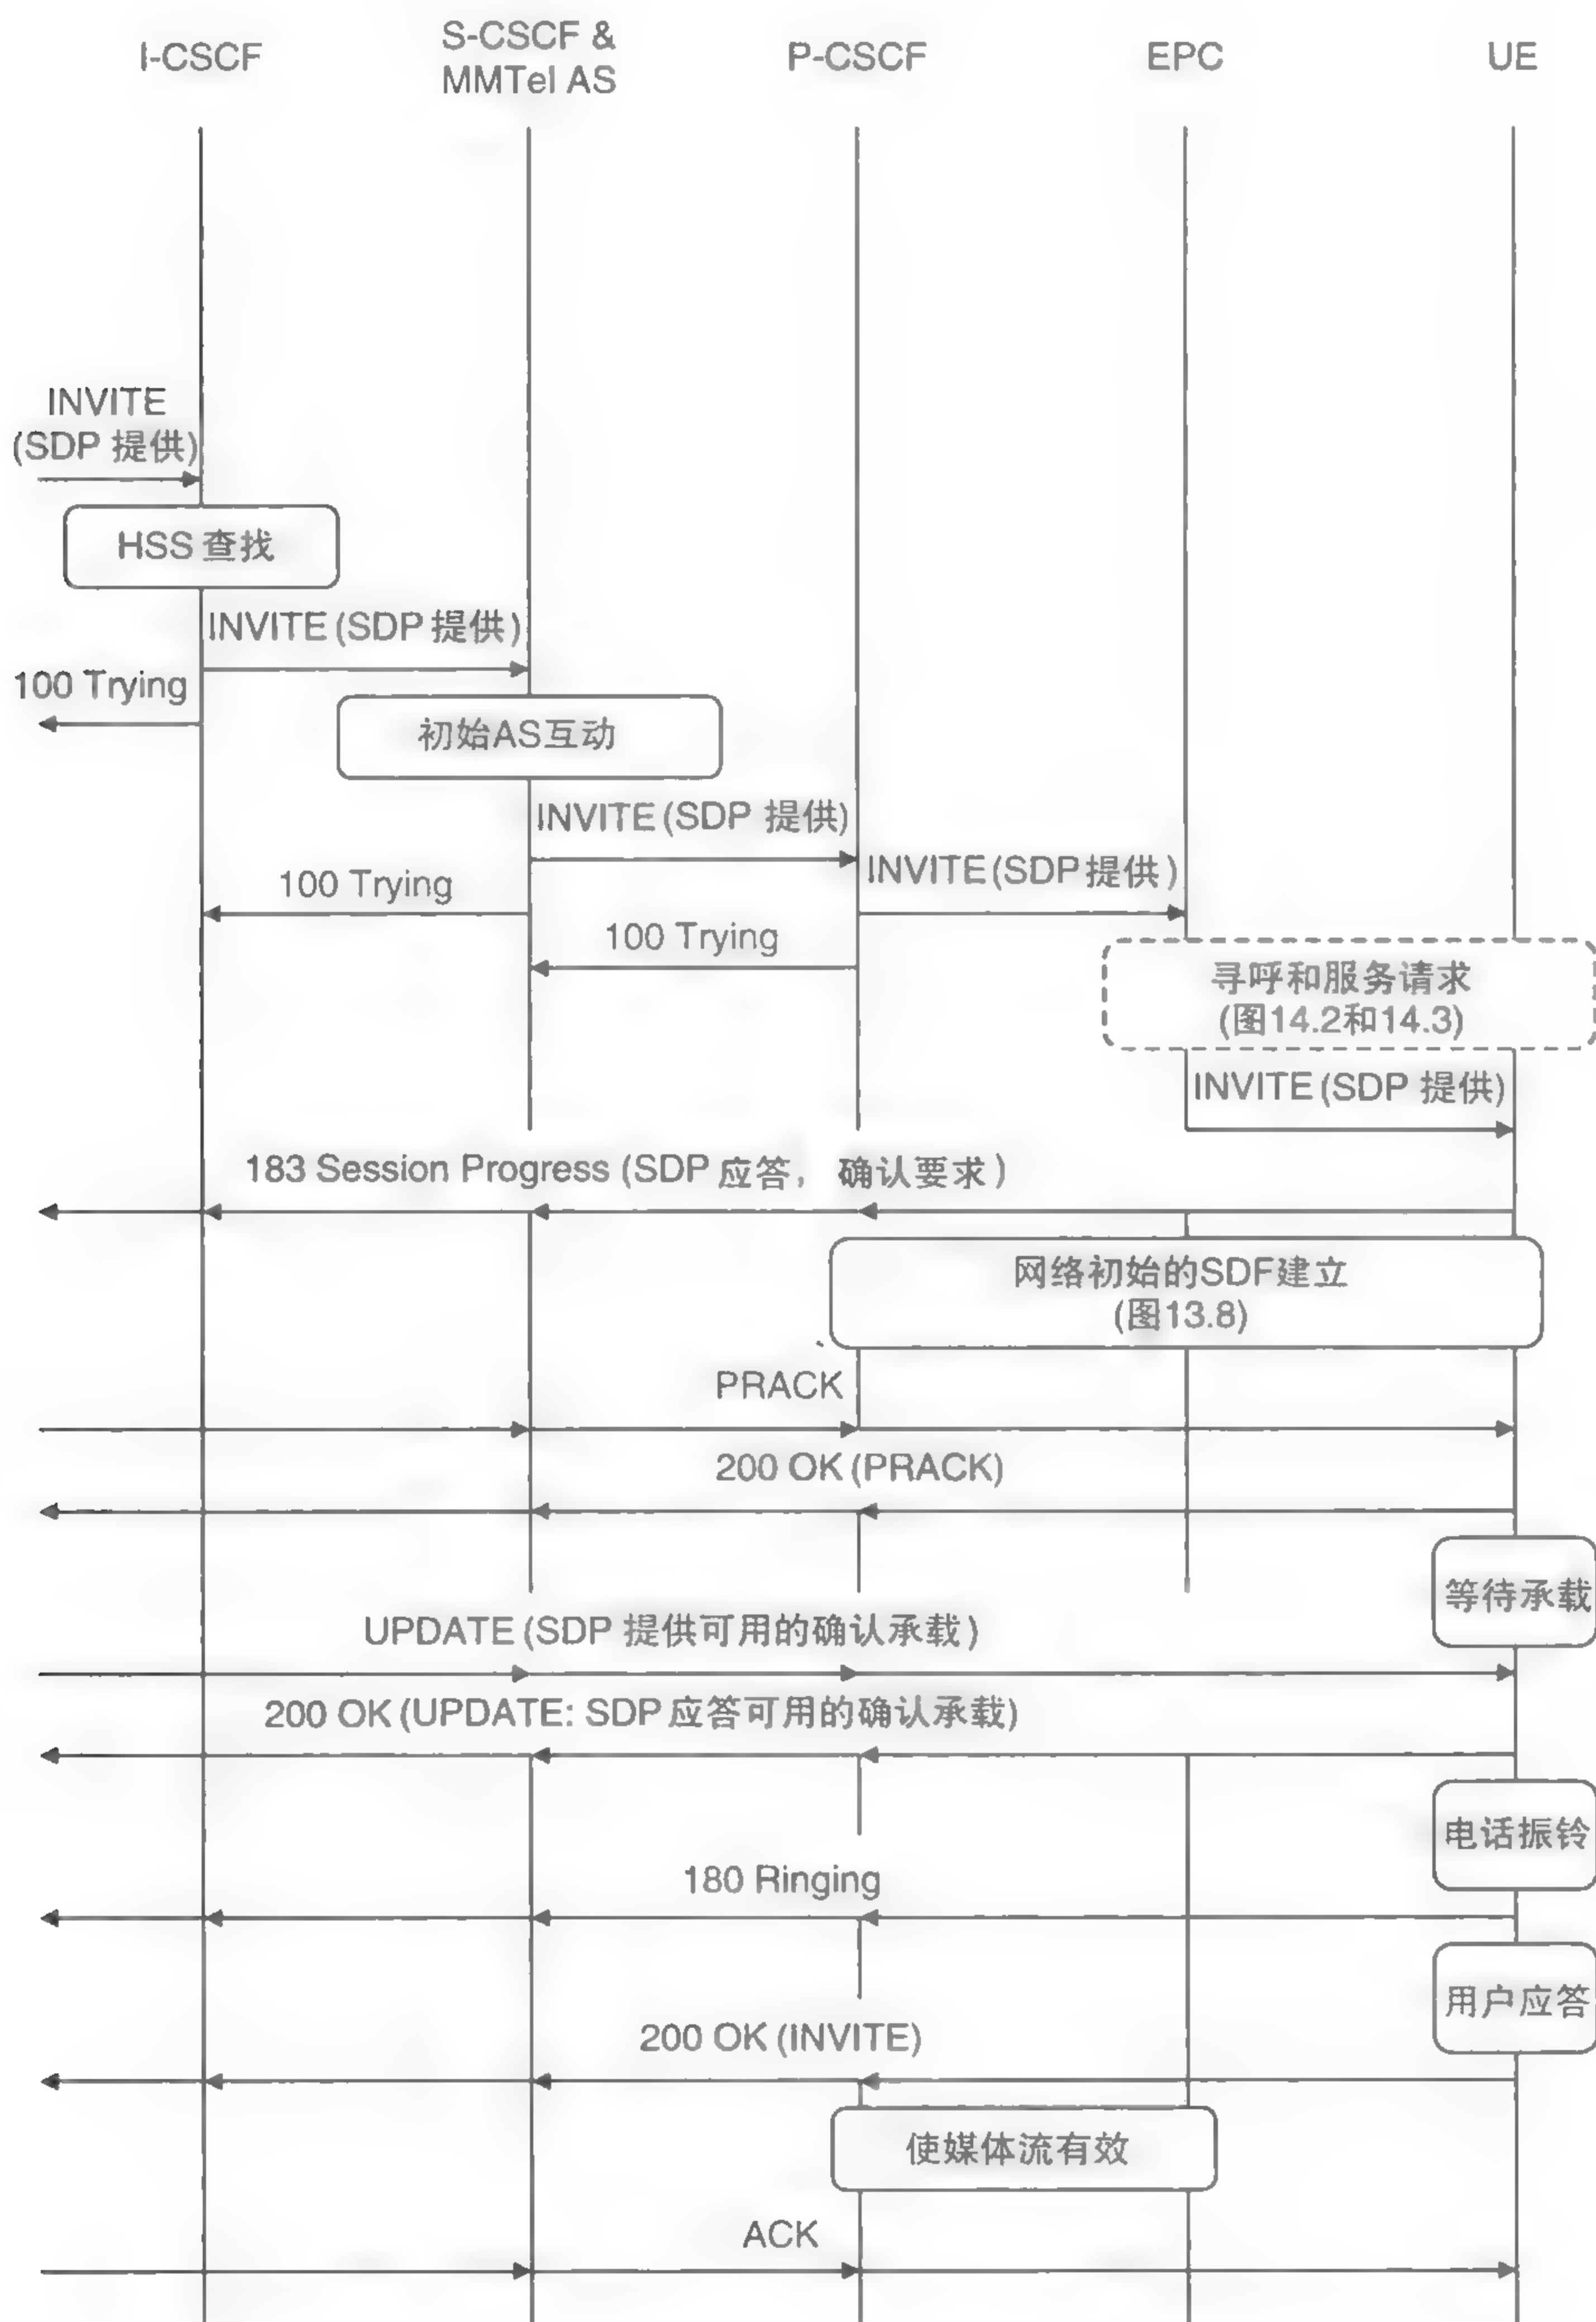 I-CSCF
S-CSCF &
MMTel AS
P-CSCF
EPC
UE
INVITE
(SDP 提供)
HSS 查找
INVITE (SDP 提供)
100 Trying
初始AS互动
INVITE (SDP 提供)
INVITE (SDP提供)
100 Trying
100 Trying
寻呼和服务请求
(图14.2和14.3)
INVITE (SDP 提供)
183 Session Progress (SDP 应答, 确认要求)
网络初始的SDF建立
(图13.8)
PRACK
200 OK (PRACK)
等待承载
UPDATE (SDP 提供可用的确认承载)
200 OK (UPDATE: SDP 应答可用的确认承载)
电话振铃
180 Ringing
用户应答
200 OK (INVITE)
使媒体流有效
ACK